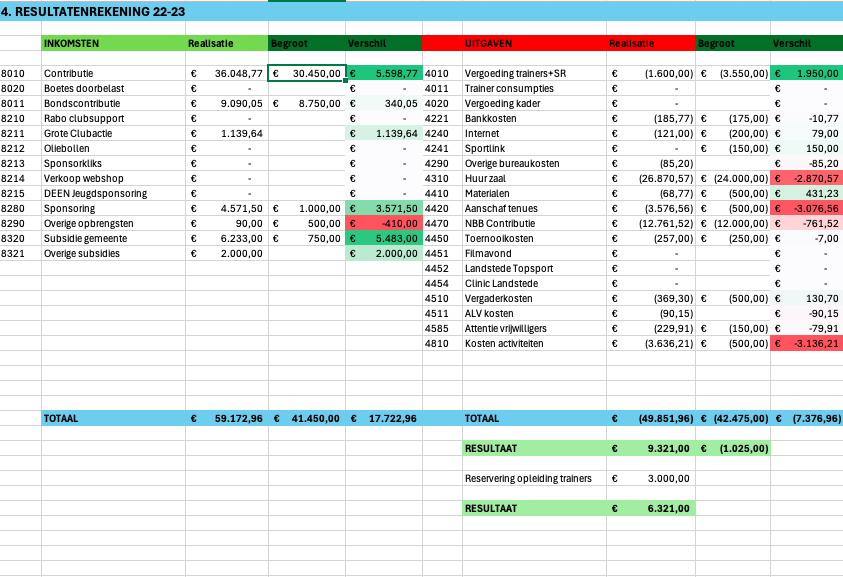 4. RESULTATENREKENING 22-23
INKOMSTEN Realisatie Begroot Verschil UITGAVEN Realisatie Begroot Verschil
8010 Contributie € 36.048,77 € 30.450,00 € 5.598,77 4010 Vergoeding trainers+SR € (1.600,00) € (3.550,00) € 1.950,00
8020 Boetes doorbelast € - € - 4011 Trainer consumpties € - € -
8011 Bondscontributie € 9.090,05 € 8.750,00 € 340,05 4020 Vergoeding kader € - € -
8210 Rabo clubsupport € - € - 4221 Bankkosten € (185,77) € (175,00) € -10,77
8211 Grote Clubactie € 1.139,64 € 1.139,64 4240 Internet € (121,00) € (200,00) € 79,00
8212 Oliebollen € - € - 4241 Sportlink € - € (150,00) € 150,00
8213 Sponsorkliks € - € - 4290 Overige bureaukosten € (85,20) € -85,20
8214 Verkoop webshop € - € - 4310 Huur zaal € (26.870,57) € (24.000,00) € -2.870,57
8215 DEEN Jeugdsponsoring € - € - 4410 Materialen € (68,77) € (500,00) € 431,23
8280 Sponsoring € 4.571,50 € 1.000,00 € 3.571,50 4420 Aanschaf tenues € (3.576,56) € (500,00) € -3.076,56
8290 Overige opbrengsten € 90,00 € 500,00 € -410,00 4470 NBB Contributie € (12.761,52) € (12.000,00) € -761,52
8320 Subsidie gemeente € 6.233,00 € 750,00 € 5.483,00 4450 Toernooikosten € (257,00) € (250,00) € -7,00
8321 Overige subsidies € 2.000,00 € 2.000,00 4451 Filmavond € - € -
4452 Landstede Topsport € - € -
4454 Clinic Landstede € - € -
4510 Vergaderkosten € (369,30) € (500,00) € 130,70
4511 ALV kosten € (90,15) € -90,15
4585 Attentie vrijwilligers € (229,91) € (150,00) € -79,91
4810 Kosten activiteiten € (3.636,21) € (500,00) € -3.136,21
TOTAAL € 59.172,96 € 41.450,00 € 17.722,96 TOTAAL € (49.851,96) € (42.475,00) € (7.376,96)
RESULTAAT € 9.321,00 € (1.025,00)
Reservering opleiding trainers € 3.000,00
RESULTAAT € 6.321,00